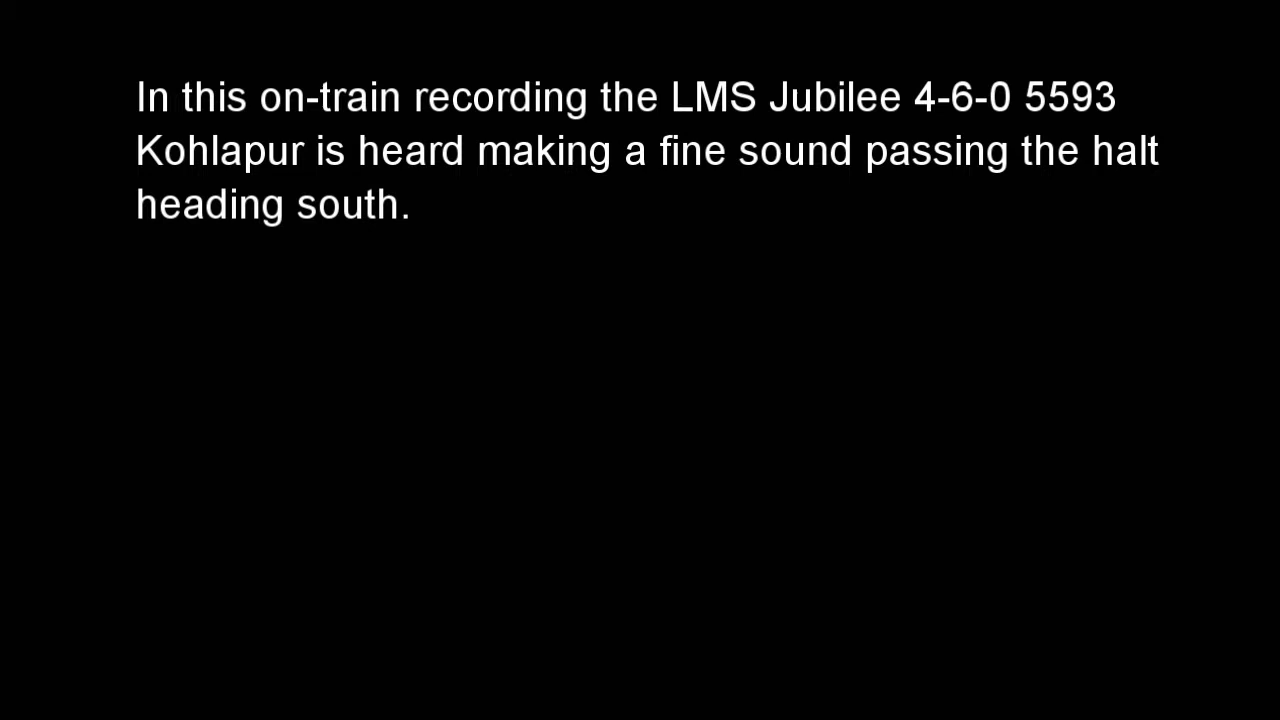 In this on-train recording the LMS Jubilee 4-6-0 5593
Kohlapur is heard making a fine sound passing the halt
heading south.